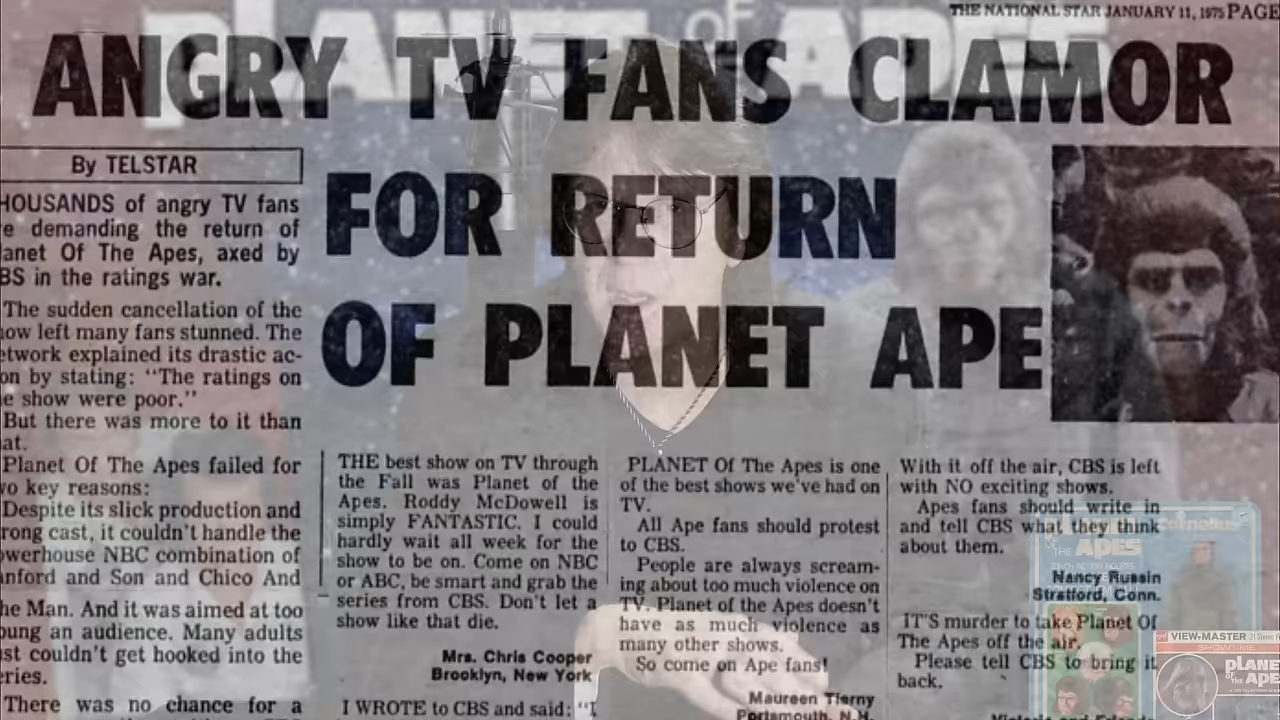 PLANET OF APES
THE NATIONAL STAR JANUARY 11, 1975 PAGE
ANGRY TV FANS CLAMOR
FOR RETURN
OF PLANET APE
By TELSTAR
HOUSANDS of angry TV fans
e demanding the return of
lanet Of The Apes, axed by
BS in the ratings war.
The sudden cancellation of the
ow left many fans stunned. The
etwork explained its drastic ac-
on by stating: “The ratings on
e show were poor.”
But there was more to it than
at.
Planet Of The Apes failed for
wo key reasons:
Despite its slick production and
rong cast, it couldn’t handle the
owerhouse NBC combination of
anford and Son and Chico And
he Man. And it was aimed at too
oung an audience. Many adults
ust couldn’t get hooked into the
eries.
There was no chance for a
THE best show on TV through
the Fall was Planet of the
Apes. Roddy McDowell is
simply FANTASTIC. I could
hardly wait all week for the
show to be on. Come on NBC
or ABC, be smart and grab the
series from CBS. Don’t let a
show like that die.
Mrs. Chris Cooper
Brooklyn, New York
I WROTE to CBS and said: “I
PLANET Of The Apes is one
of the best shows we’ve had on
TV.
All Ape fans should protest
to CBS.
People are always scream-
ing about too much violence on
TV. Planet of the Apes doesn’t
have as much violence as
many other shows.
So come on Ape fans!
Maureen Tierny
Portsmouth, N.H.
With it off the air, CBS is left
with NO exciting shows.
Apes fans should write in
and tell CBS what they think
about them.
Nancy Russin
Stratford, Conn.
IT’S murder to take Planet Of
The Apes off the air.
Please tell CBS to bring it
back.
Cornelius
OF THE APES
VIEW-MASTER
SHOWTIME
PLANE
OF THE APE